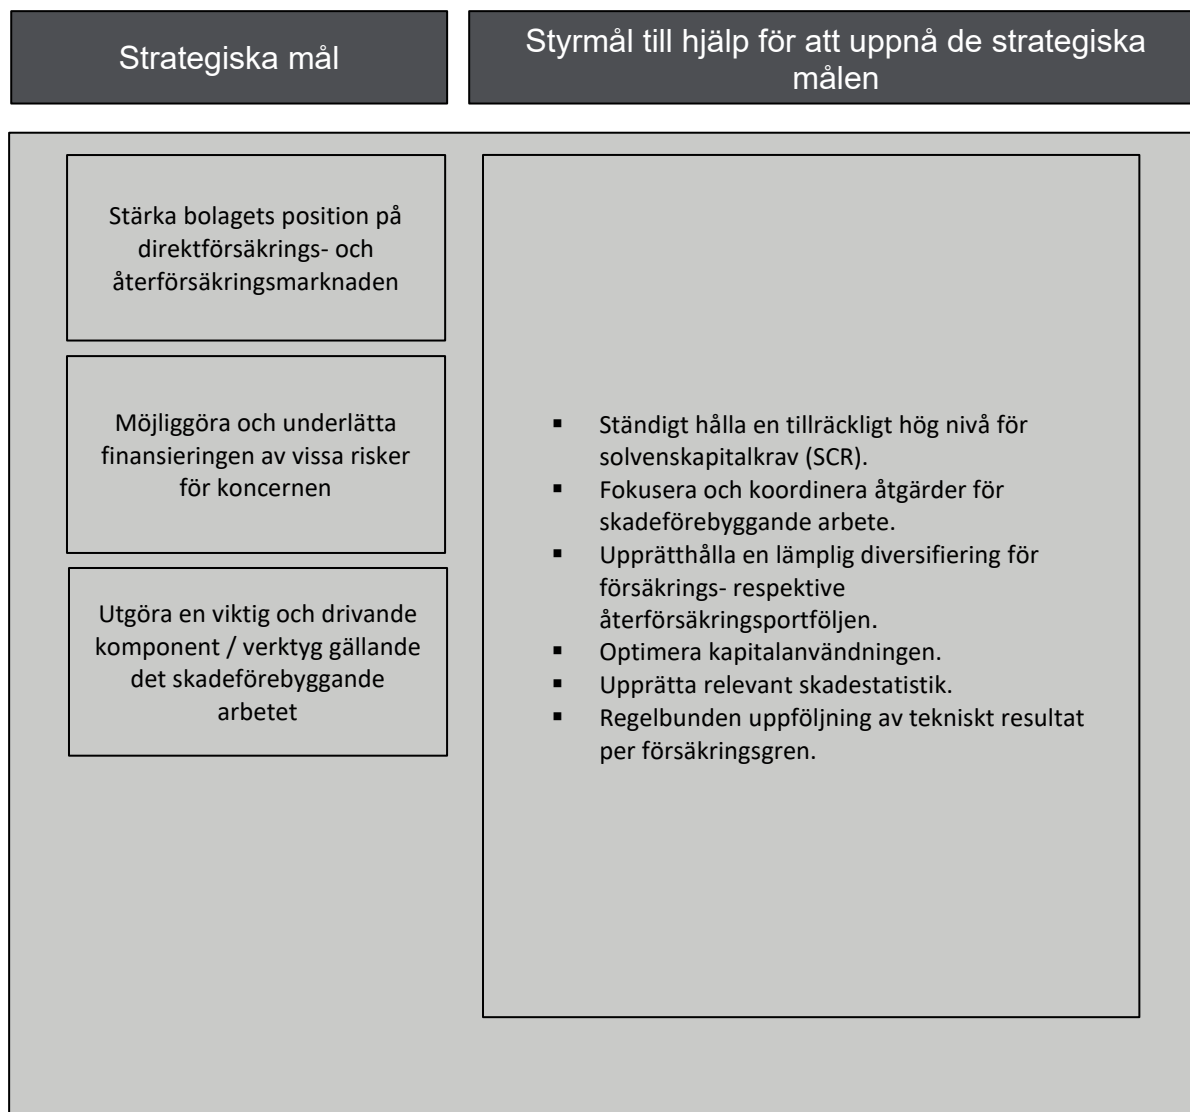 Strategiska mål
Styrmål till hjälp för att uppnå de strategiska
målen
Stärka bolagets position på
direktförsäkrings- och
återförsäkringsmarknaden
Möjliggöra och underlätta
finansieringen av vissa risker
för koncernen
Utgöra en viktig och drivande
komponent / verktyg gällande
det skadeförebyggande
arbetet
▪ Ständigt hålla en tillräckligt hög nivå för
solvenskapitalkrav (SCR).
▪ Fokusera och koordinera åtgärder för
skadeförebyggande arbete.
▪ Upprätthålla en lämplig diversifiering för
försäkrings- respektive
återförsäkringsportföljen.
▪ Optimera kapitalanvändningen.
▪ Upprätta relevant skadestatistik.
▪ Regelbunden uppföljning av tekniskt resultat
per försäkringsgren.